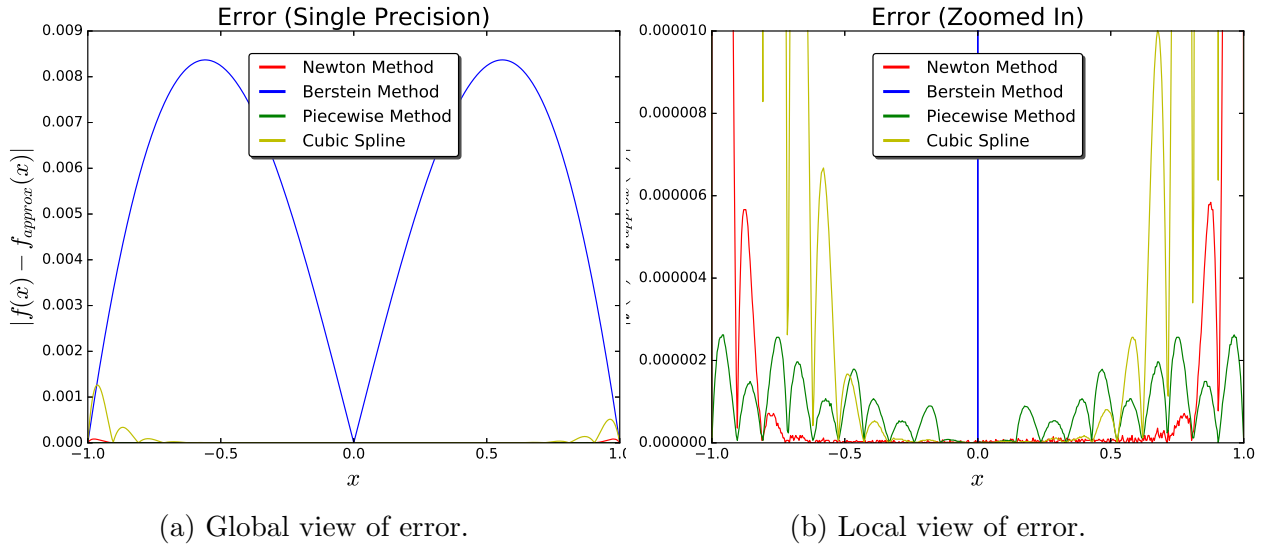 Error (Single Precision)
0.009
0.008
0.007
0.006
0.005
0.004
0.003
0.002
0.001
0.000
|f(x) − f_{approx}(x)|
Newton Method
Berstein Method
Piecewise Method
Cubic Spline
−1.0 −0.5 0.0 0.5 1.0
x
(a) Global view of error.
Error (Zoomed In)
0.000010
0.000008
0.000006
0.000004
0.000002
0.000000
Newton Method
Berstein Method
Piecewise Method
Cubic Spline
−1.0 −0.5 0.0 0.5 1.0
x
(b) Local view of error.